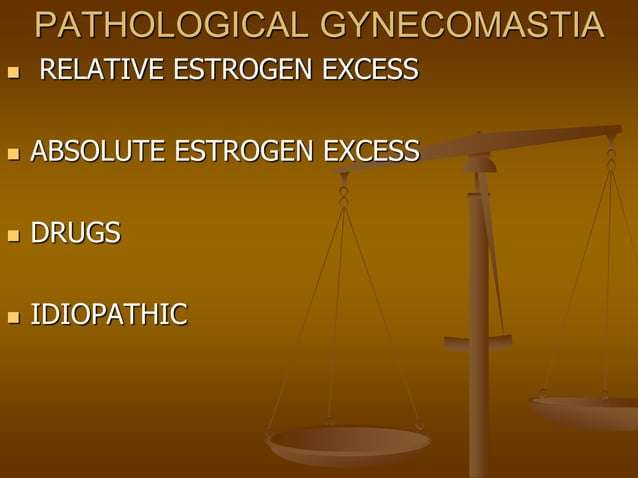 PATHOLOGICAL GYNECOMASTIA
RELATIVE ESTROGEN EXCESS
ABSOLUTE ESTROGEN EXCESS
DRUGS
IDIOPATHIC